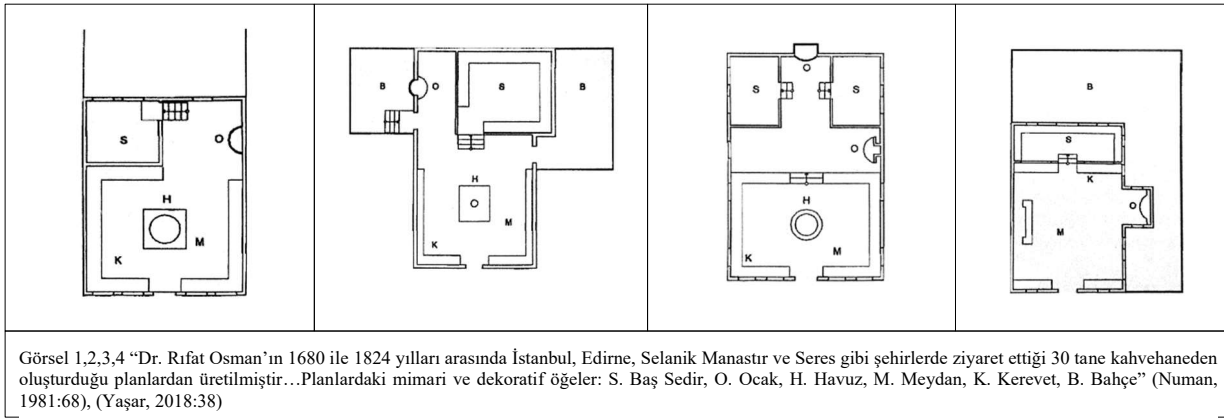 S
O
H
M
K
B
O
S
B
H
M
K
S
O
S
O
H
K
M
B
S
K
O
M
Görsel 1,2,3,4 “Dr. Rıfat Osman’ın 1680 ile 1824 yılları arasında İstanbul, Edirne, Selanik Manastır ve Seres gibi şehirlerde ziyaret ettiği 30 tane kahvehaneden
oluşturduğu planlardan üretilmiştir…Planlardaki mimari ve dekoratif öğeler: S. Baş Sedir, O. Ocak, H. Havuz, M. Meydan, K. Kerevet, B. Bahçe” (Numan,
1981:68), (Yaşar, 2018:38)